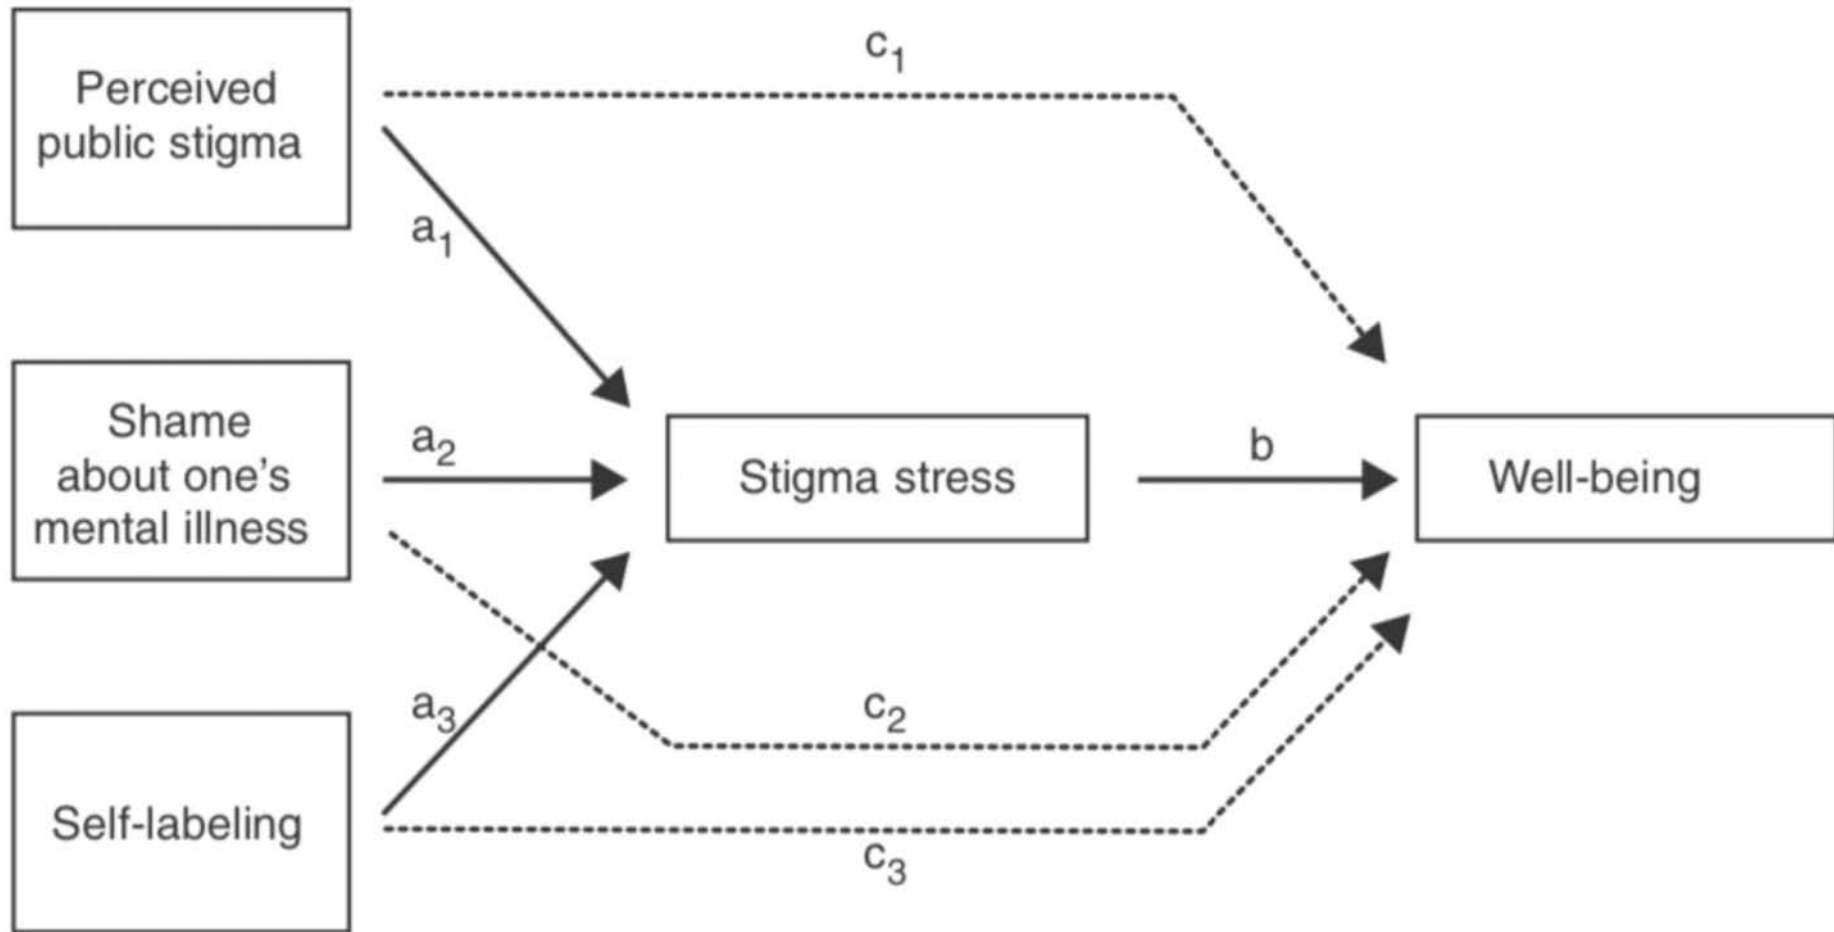 Perceived
public stigma
c₁
a₁
Shame
about one's
mental illness
a₂
Stigma stress
b
Well-being
a₃
c₂
Self-labeling
c₃